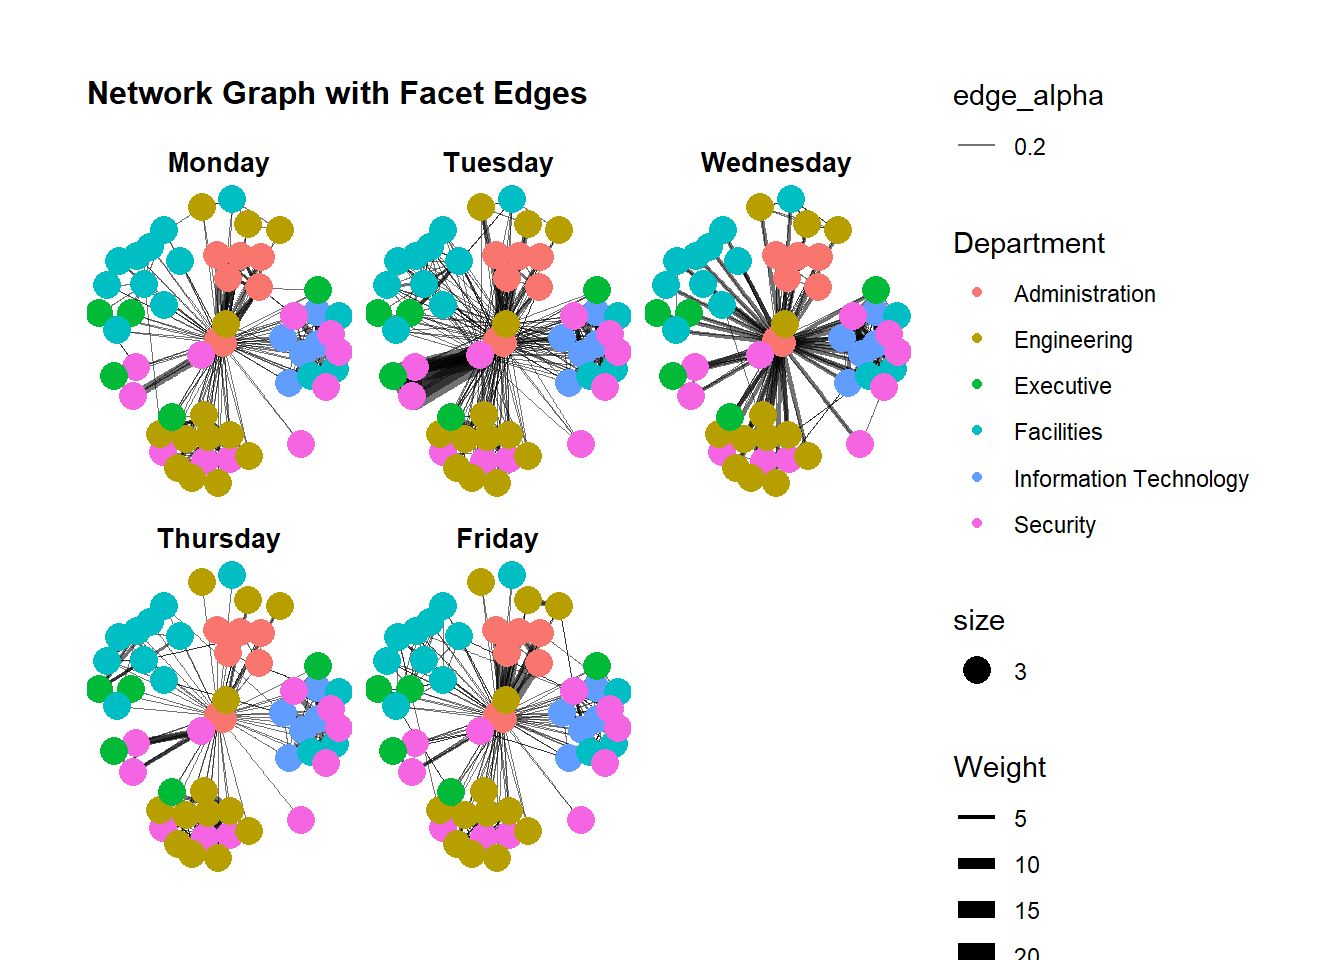 Network Graph with Facet Edges
Monday
Tuesday
Wednesday
Thursday
Friday
edge_alpha
0.2
Department
Administration
Engineering
Executive
Facilities
Information Technology
Security
size
3
Weight
5
10
15
20